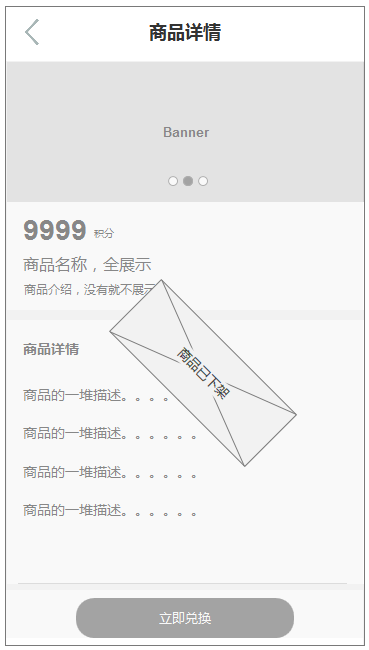 商品详情
Banner
9999 积分
商品名称，全展示
商品介绍，没有就不展示
商品已下架
商品详情
商品的一堆描述。。。。
商品的一堆描述。。。。。。
商品的一堆描述。。。。。。
商品的一堆描述。。。。。。
立即兑换